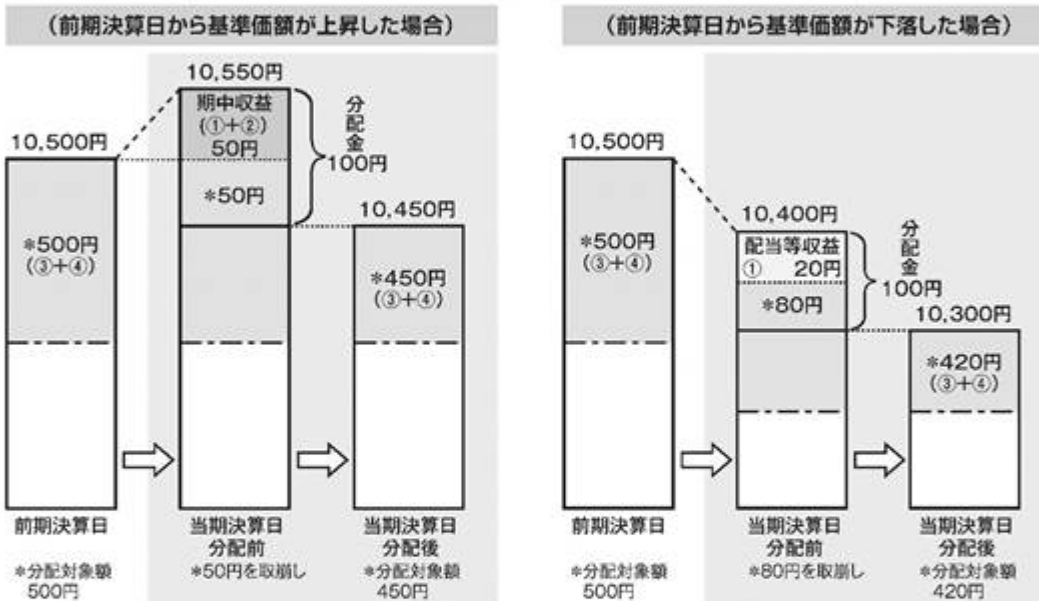 (前期決算日から基準価額が上昇した場合)
10,550円
期中収益
(①+②)
50円
*50円
分配金
100円
10,500円
*500円
(③+④)
10,450円
*450円
(③+④)
前期決算日
当期決算日
分配前
当期決算日
分配後
*分配対象額
500円
*50円を取崩し
*分配対象額
450円
(前期決算日から基準価額が下落した場合)
10,500円
*500円
(③+④)
10,400円
配当等収益
① 20円
*80円
分配金
100円
10,300円
*420円
(③+④)
前期決算日
当期決算日
分配前
当期決算日
分配後
*分配対象額
500円
*80円を取崩し
*分配対象額
420円